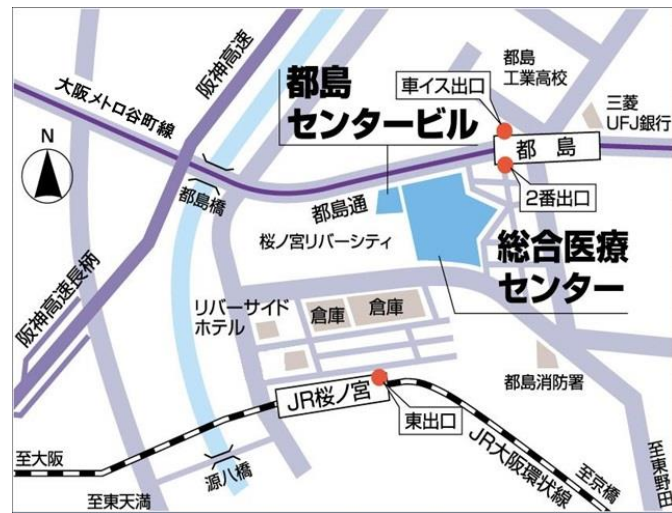 大阪メトロ谷町線
阪神高速
都島
センタービル
都島
工業高校
車イス出口
三菱
UFJ銀行
都島
2番出口
N
都島橋
都島通
桜ノ宮リバーシティ
総合医療
センター
阪神高速長柄
リバーサイド
ホテル
倉庫
倉庫
都島消防署
JR桜ノ宮
東出口
JR大阪環状線
至大阪
源八橋
至東天満
至京橋
至東野田